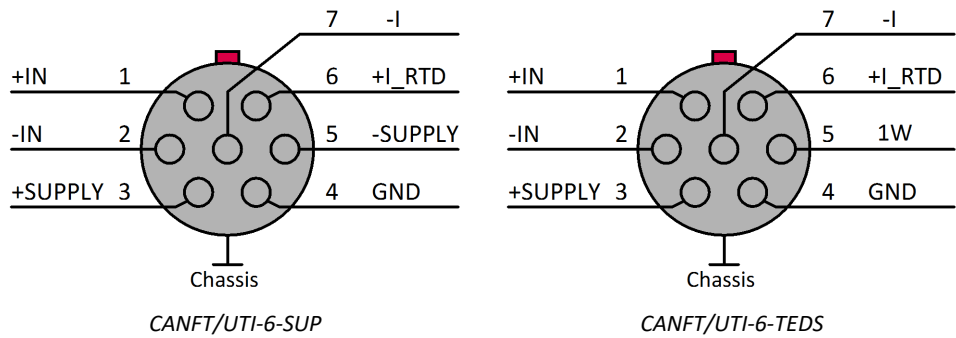 7 -I
+IN 1 6 +I_RTD
-IN 2 5 -SUPPLY
+SUPPLY 3 4 GND
Chassis
CANFT/UTI-6-SUP
7 -I
+IN 1 6 +I_RTD
-IN 2 5 1W
+SUPPLY 3 4 GND
Chassis
CANFT/UTI-6-TEDS